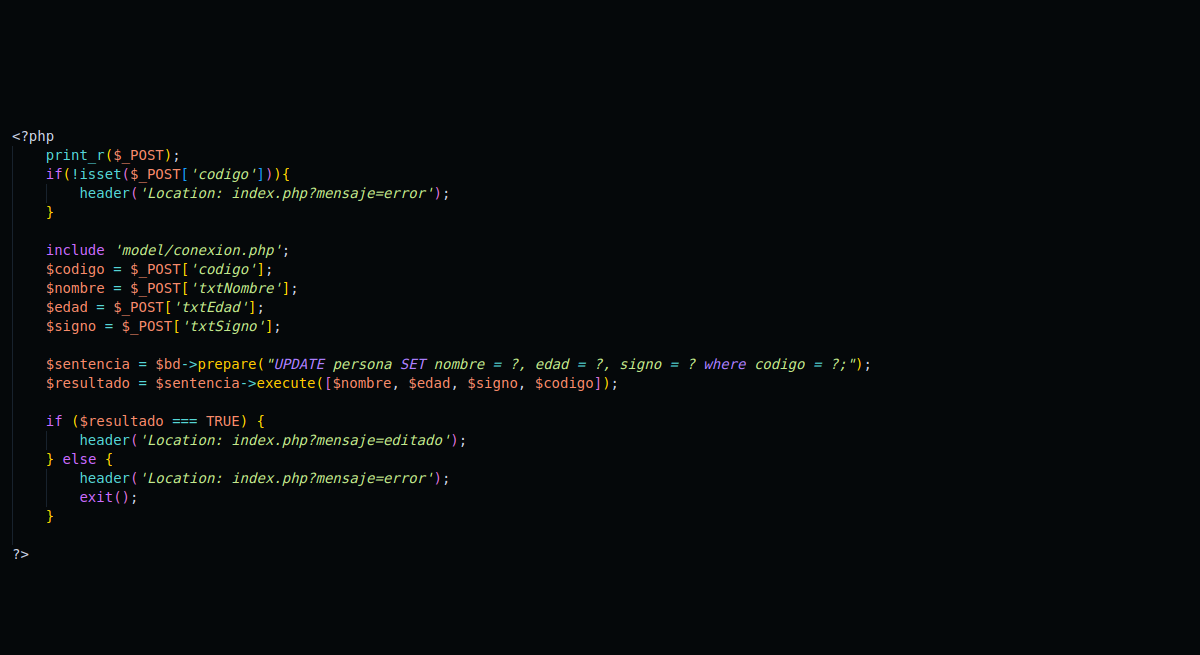 <?php
    print_r($_POST);
    if(!isset($_POST['codigo'])){
        header('Location: index.php?mensaje=error');
    }

    include 'model/conexion.php';
    $codigo = $_POST['codigo'];
    $nombre = $_POST['txtNombre'];
    $edad = $_POST['txtEdad'];
    $signo = $_POST['txtSigno'];

    $sentencia = $bd->prepare("UPDATE persona SET nombre = ?, edad = ?, signo = ? where codigo = ?;");
    $resultado = $sentencia->execute([$nombre, $edad, $signo, $codigo]);

    if ($resultado === TRUE) {
        header('Location: index.php?mensaje=editado');
    } else {
        header('Location: index.php?mensaje=error');
        exit();
    }

?>